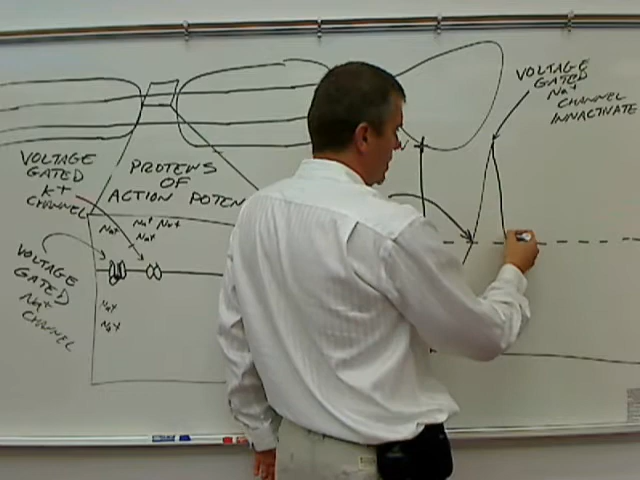 VOLTAGE
GATED
K+
CHANNEL
PROTEINS
OF
ACTION POTEN
Na+
Na+ Na+
Na+
VOLTAGE
GATED
Na+
CHANNEL
Na+
Na+
+
VOLTAGE
GATED
Na+
CHANNEL
INNACTIVATE